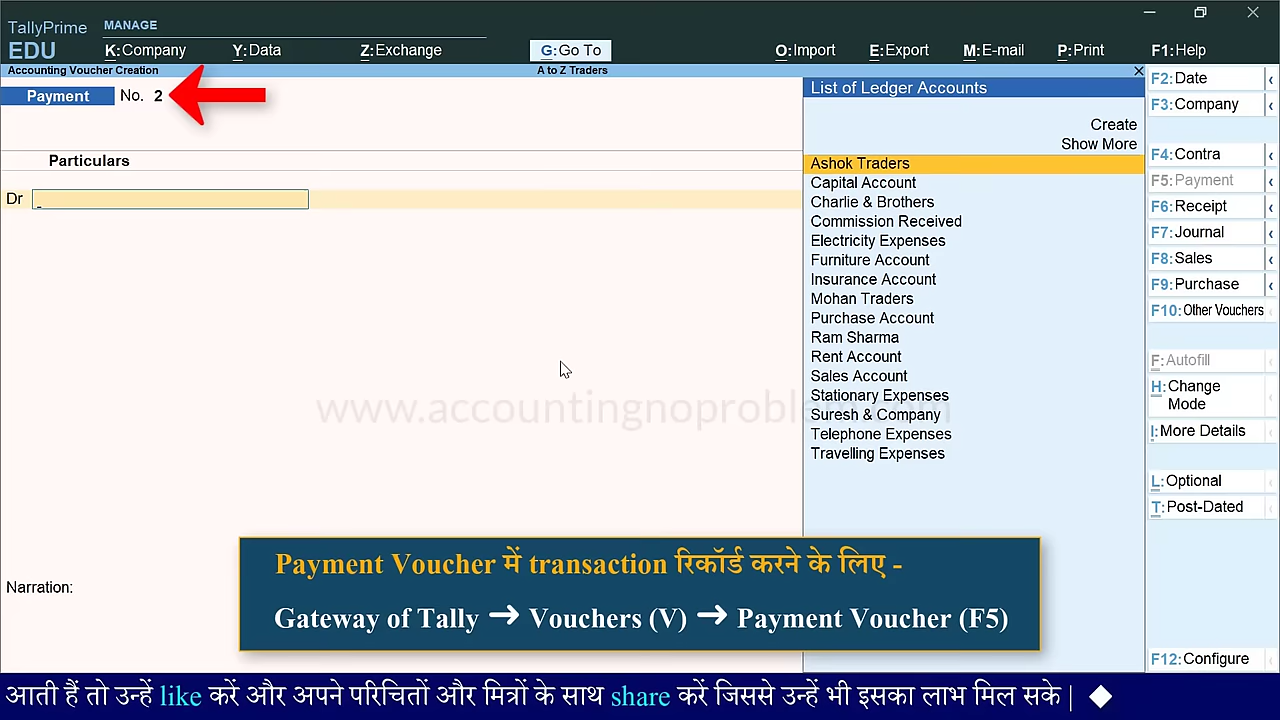 TallyPrime
EDU
MANAGE
K:Company Y:Data Z:Exchange G:Go To O:Import E:Export M:E-mail P:Print F1:Help
Accounting Voucher Creation A to Z Traders
Payment No. 2
Particulars
Dr
Narration:
List of Ledger Accounts
Create
Show More
Ashok Traders
Capital Account
Charlie & Brothers
Commission Received
Electricity Expenses
Furniture Account
Insurance Account
Mohan Traders
Purchase Account
Ram Sharma
Rent Account
Sales Account
Stationary Expenses
Suresh & Company
Telephone Expenses
Travelling Expenses
F2:Date
F3:Company
F4:Contra
F5:Payment
F6:Receipt
F7:Journal
F8:Sales
F9:Purchase
F10:Other Vouchers
F:Autofill
H:Change
Mode
I:More Details
L:Optional
T:Post-Dated
F12:Configure
www.accountingnoproblem.com
Payment Voucher में transaction रिकॉर्ड करने के लिए -
Gateway of Tally ➔ Vouchers (V) ➔ Payment Voucher (F5)
आती हैं तो उन्हें like करें और अपने परिचितों और मित्रों के साथ share करें जिससे उन्हें भी इसका लाभ मिल सके | ◆